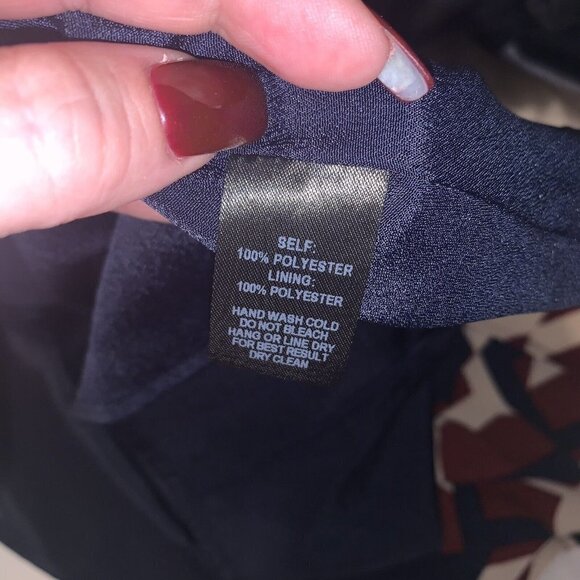 SELF:
100% POLYESTER
LINING:
100% POLYESTER
HAND WASH COLD
DO NOT BLEACH
HANG OR LINE DRY
FOR BEST RESULT
DRY CLEAN